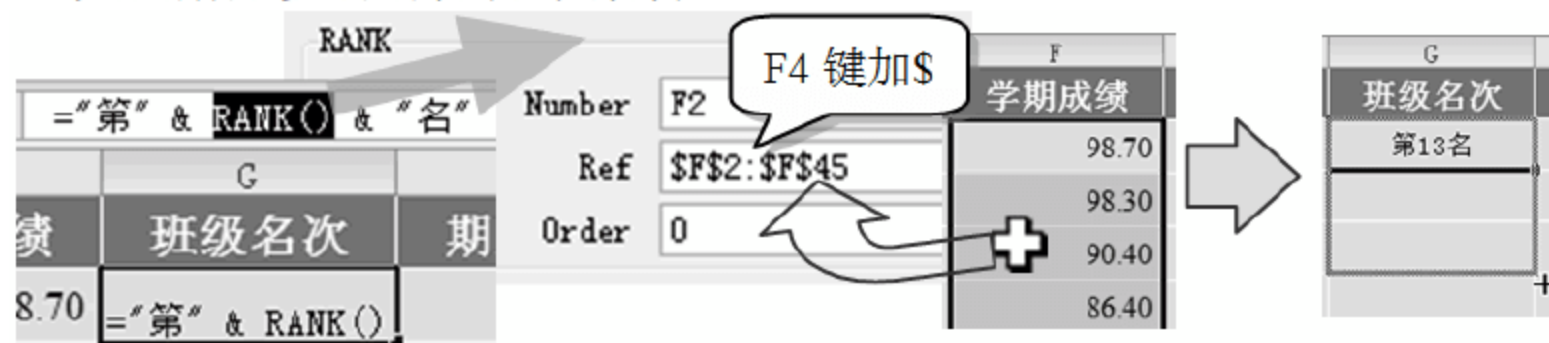 ="第" & RANK() & "名"
G
绩 班级名次 期
8.70 ="第" & RANK()
RANK
Number F2
Ref $F$2:$F$45
Order 0
F4 键加$
F
学期成绩
98.70
98.30
90.40
86.40
G
班级名次
第13名